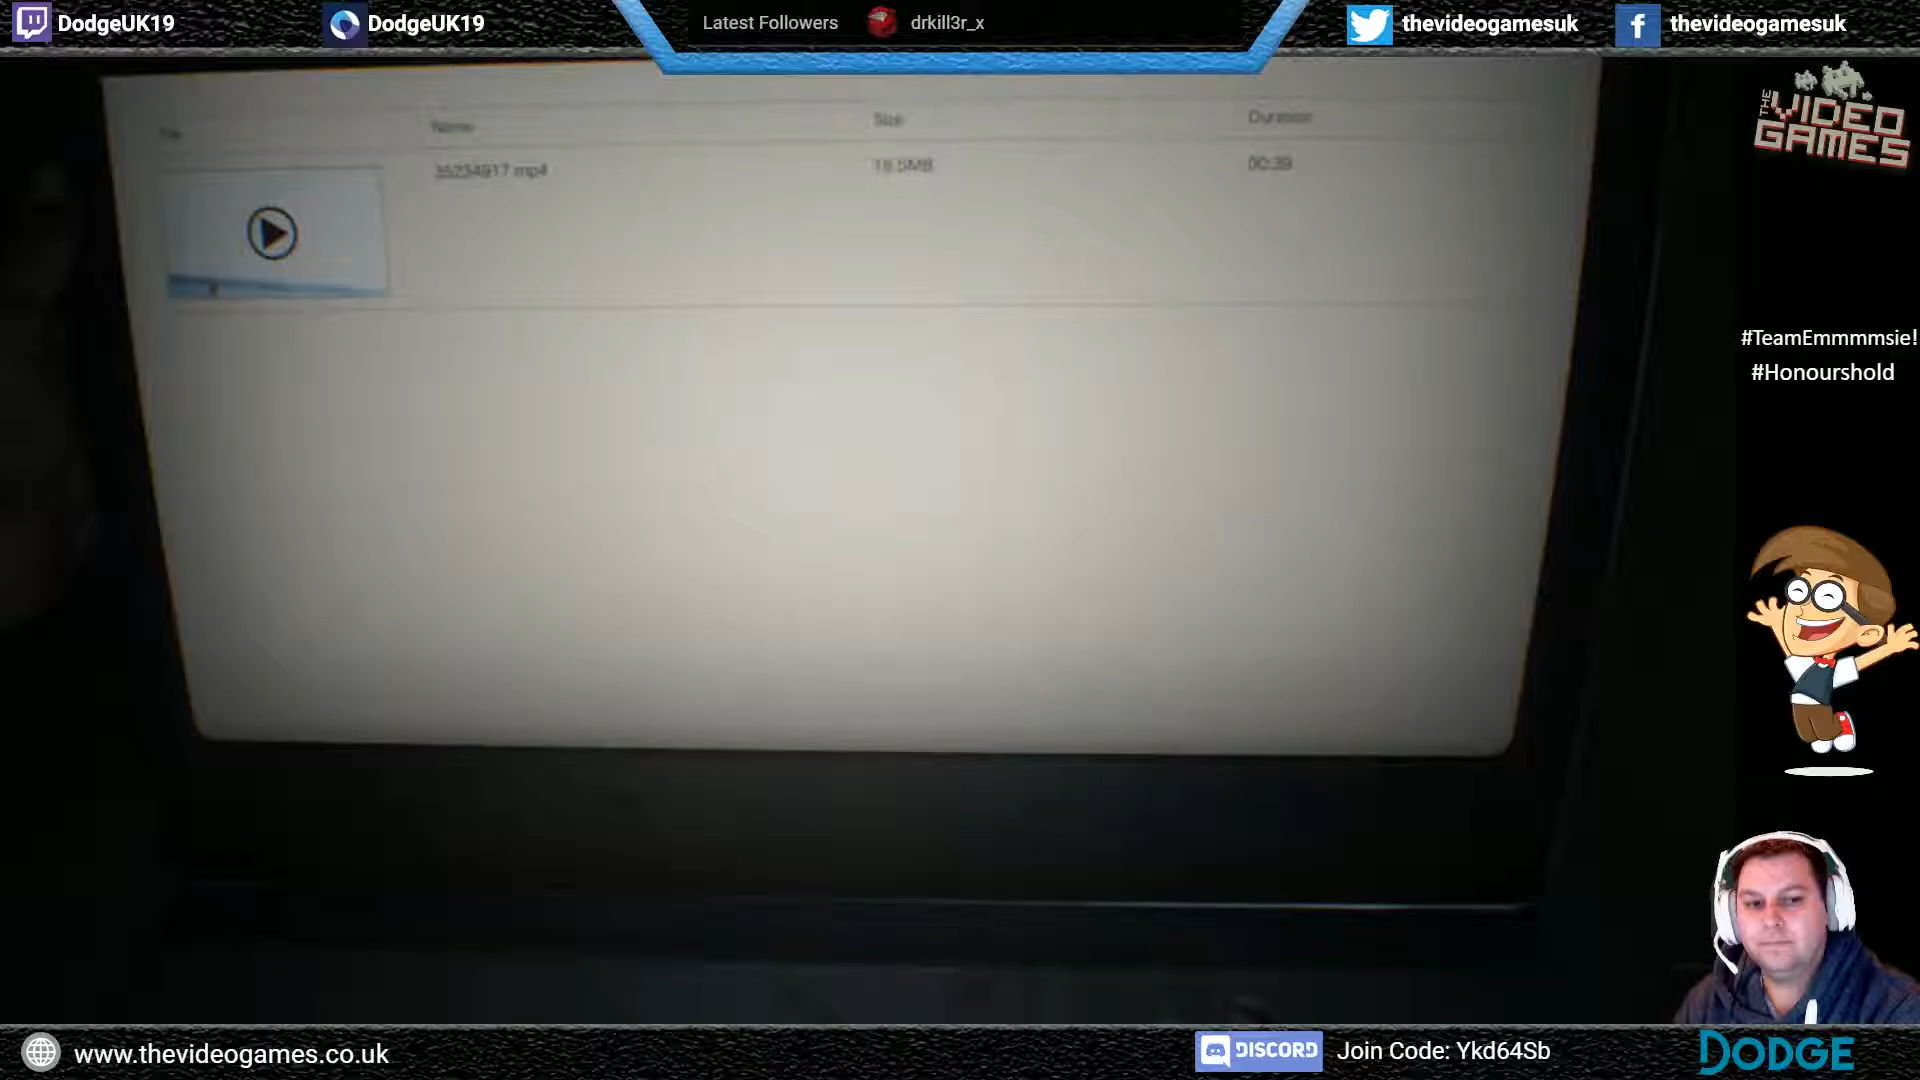 DodgeUK19
DodgeUK19
Latest Followers drkill3r_x
thevideogamesuk
thevideogamesuk
THE VIDEO GAMES
File Name Size Duration
35234917.mp4 18.5MB 00:39
#TeamEmmmmsie!
#Honourshold
www.thevideogames.co.uk
DISCORD Join Code: Ykd64Sb
DODGE